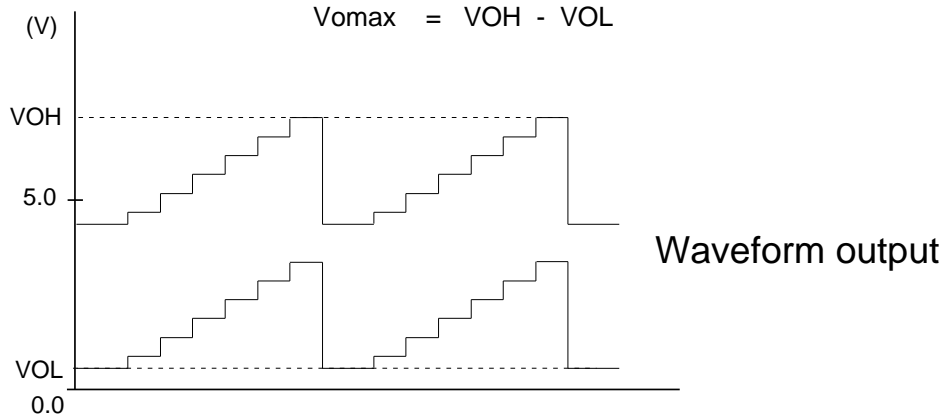 Vomax = VOH - VOL
(V)
VOH
5.0
Waveform output
VOL
0.0